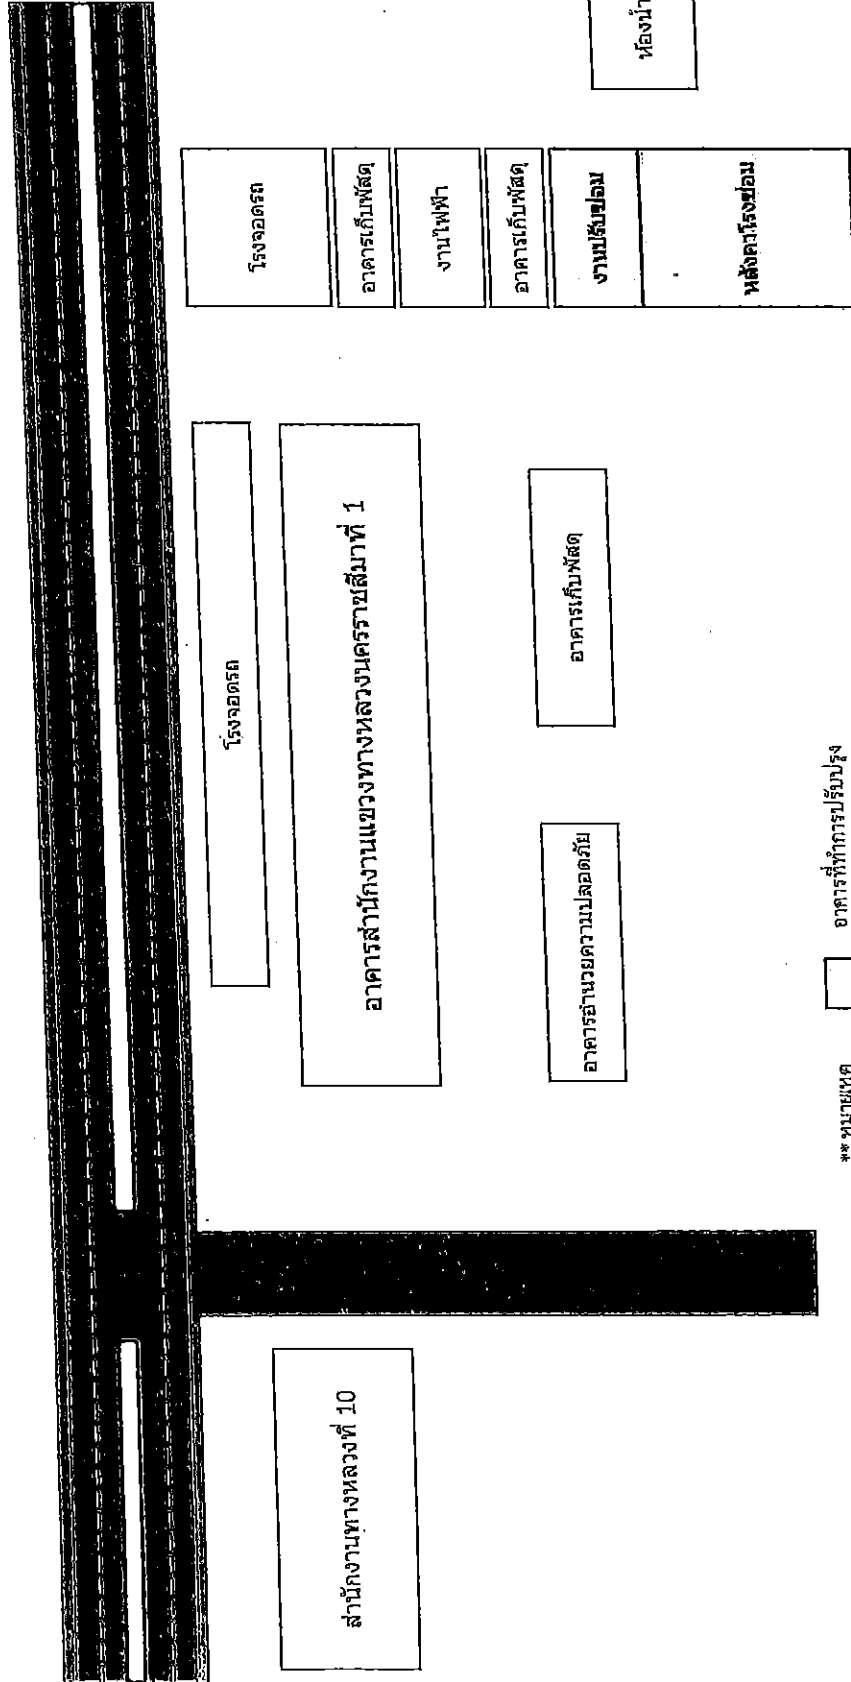 สำนักงานทางหลวงที่ 10
โรงจอดรถ
อาคารสำนักงานแขวงทางหลวงนครราชสีมาที่ 1
อาคารอำนวยความปลอดภัย
อาคารเก็บพัสดุ
โรงจอดรถ
อาคารเก็บพัสดุ
งานไฟฟ้า
อาคารเก็บพัสดุ
งานปรับซ่อม
หลังคาโรงซ่อม
ห้องน้ำ
**หมายเหตุ
อาคารที่ทำการปรับปรุง